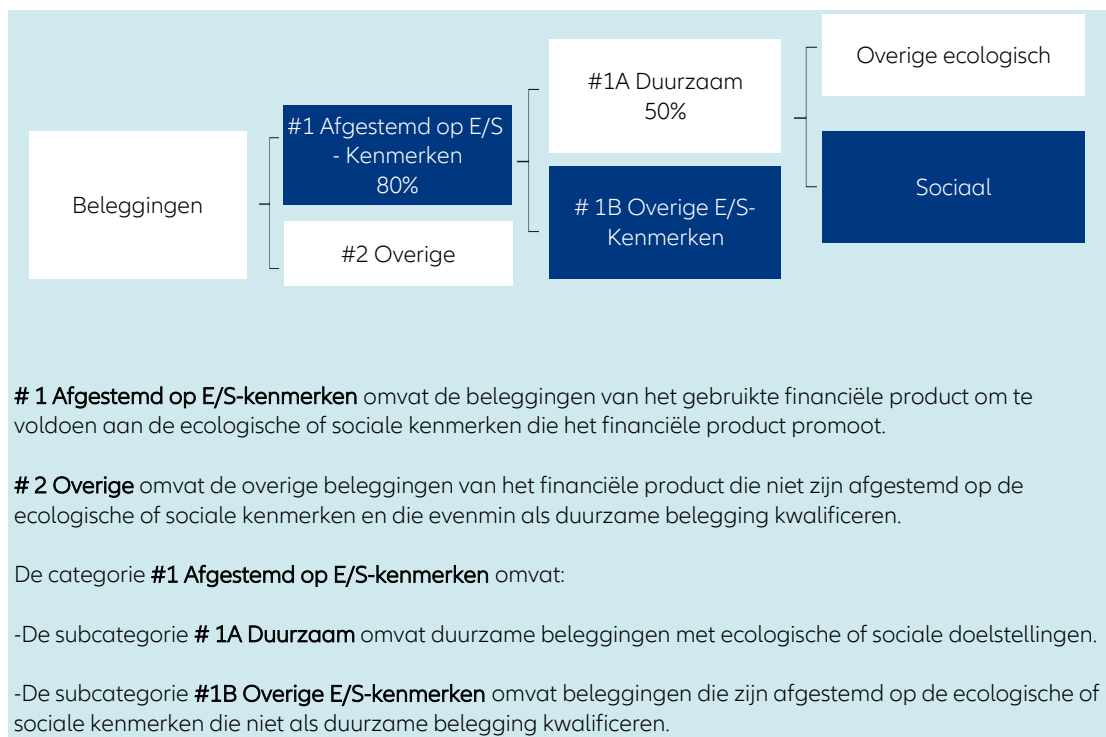 Beleggingen
#1 Afgestemd op E/S
- Kenmerken
80%
#2 Overige
#1A Duurzaam
50%
# 1B Overige E/S-
Kenmerken
Overige ecologisch
Sociaal
# 1 Afgestemd op E/S-kenmerken omvat de beleggingen van het gebruikte financiële product om te
voldoen aan de ecologische of sociale kenmerken die het financiële product promoot.
# 2 Overige omvat de overige beleggingen van het financiële product die niet zijn afgestemd op de
ecologische of sociale kenmerken en die evenmin als duurzame belegging kwalificeren.
De categorie #1 Afgestemd op E/S-kenmerken omvat:
-De subcategorie # 1A Duurzaam omvat duurzame beleggingen met ecologische of sociale doelstellingen.
-De subcategorie #1B Overige E/S-kenmerken omvat beleggingen die zijn afgestemd op de ecologische of
sociale kenmerken die niet als duurzame belegging kwalificeren.